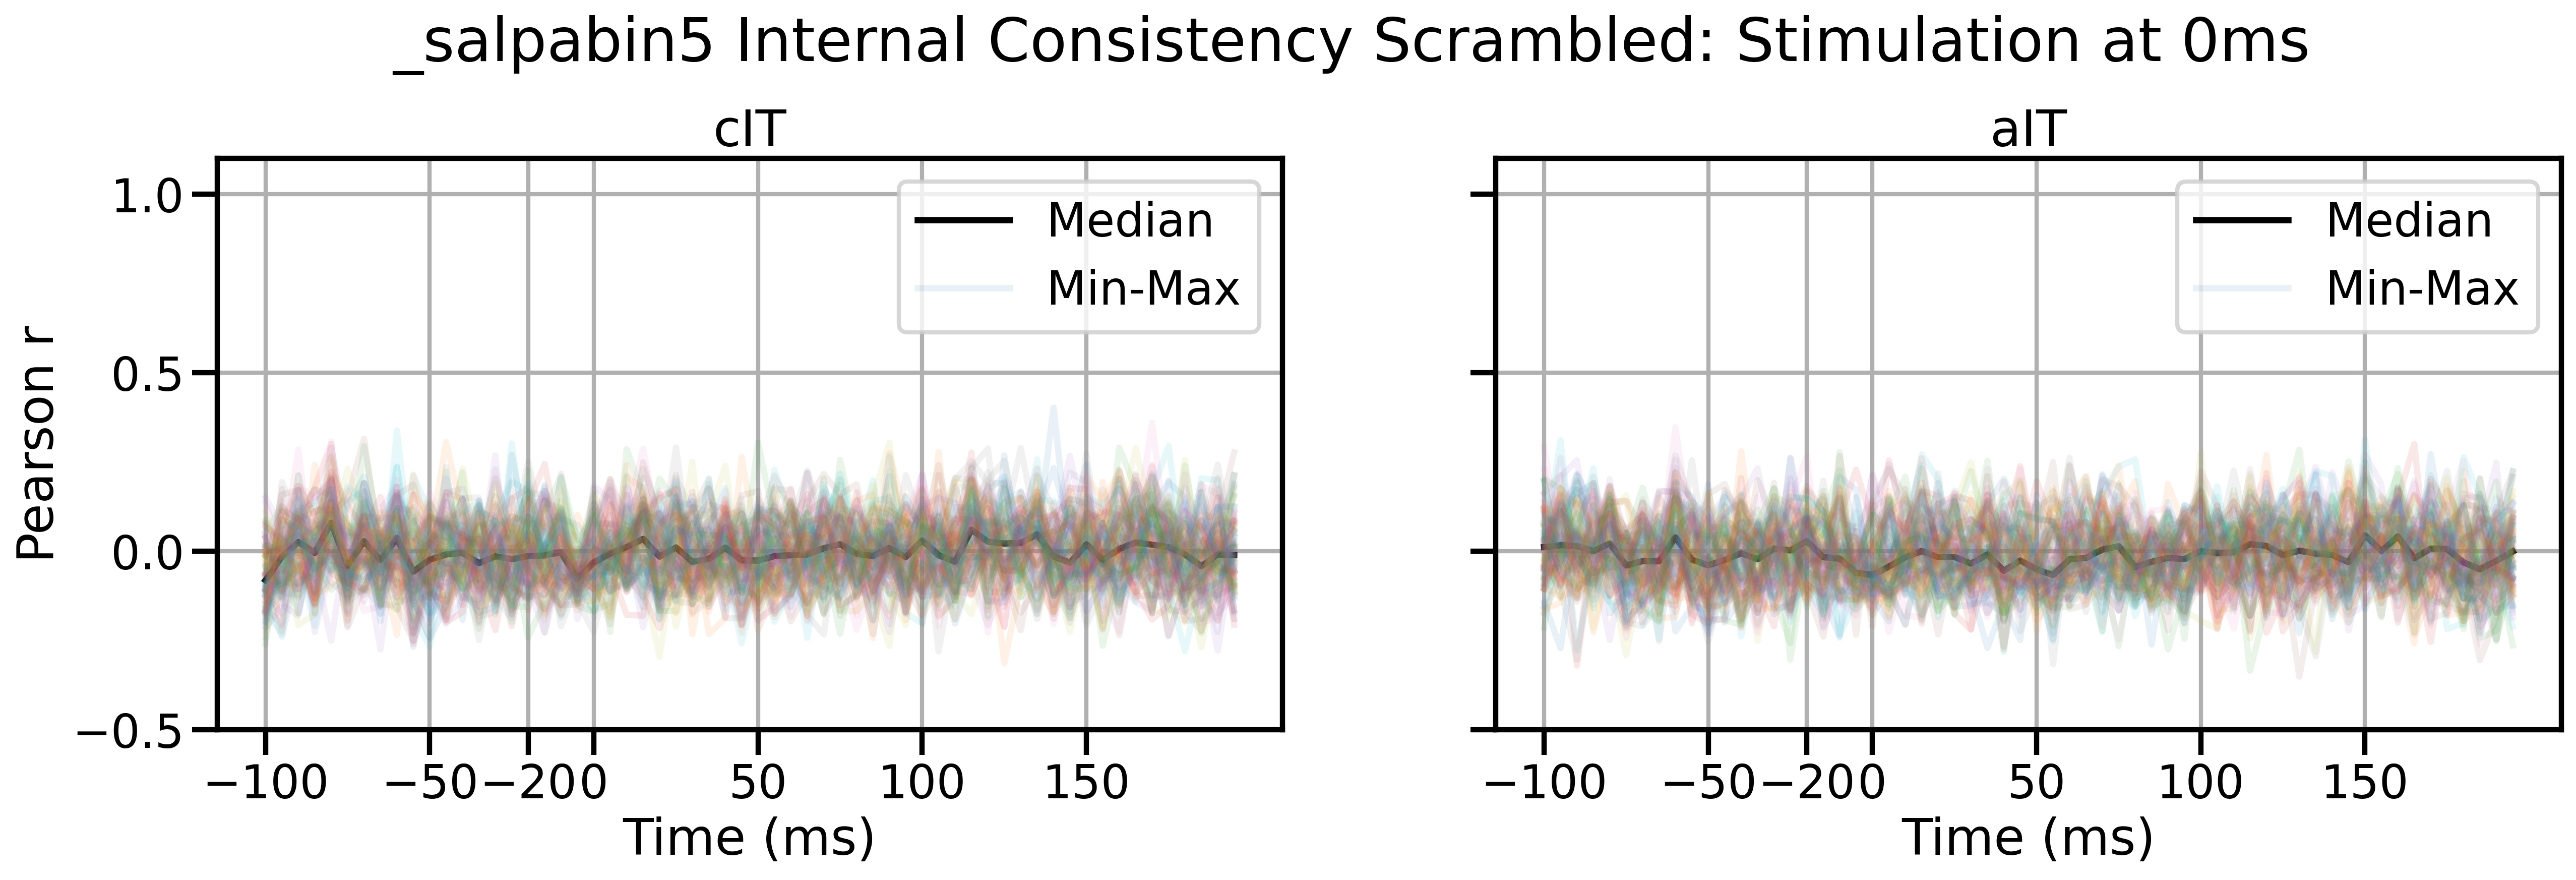 _salpabin5 Internal Consistency Scrambled: Stimulation at 0ms
cIT
aIT
Pearson r
1.0
0.5
0.0
−0.5
Median
Min-Max
Median
Min-Max
−100 −50 −20 0 0 50 100 150
−100 −50 −20 0 0 50 100 150
Time (ms)
Time (ms)